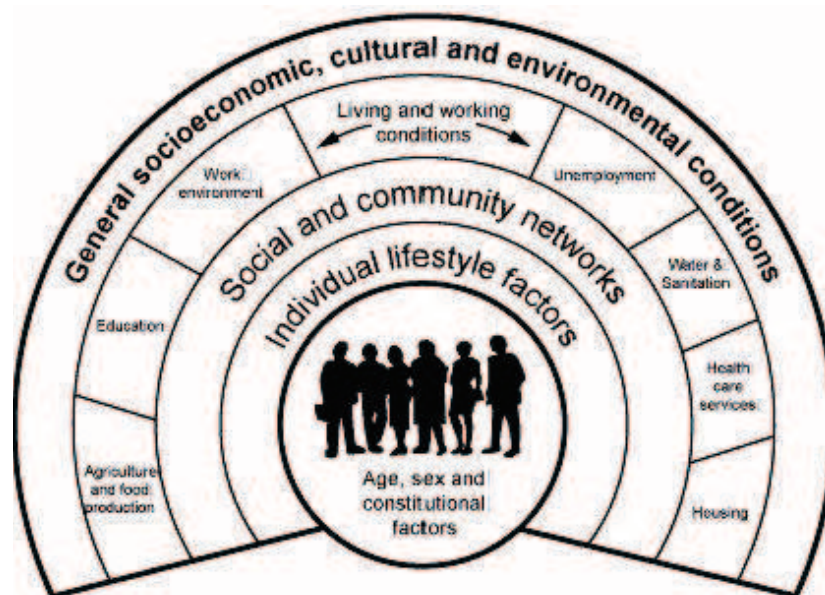 General socioeconomic, cultural and environmental conditions
Living and working
conditions
Work
environment
Unemployment
Social and community networks
Individual lifestyle factors
Water &
Sanitation
Education
Health
care
services
Agriculture
and food
production
Housing
Age, sex and
constitutional
factors